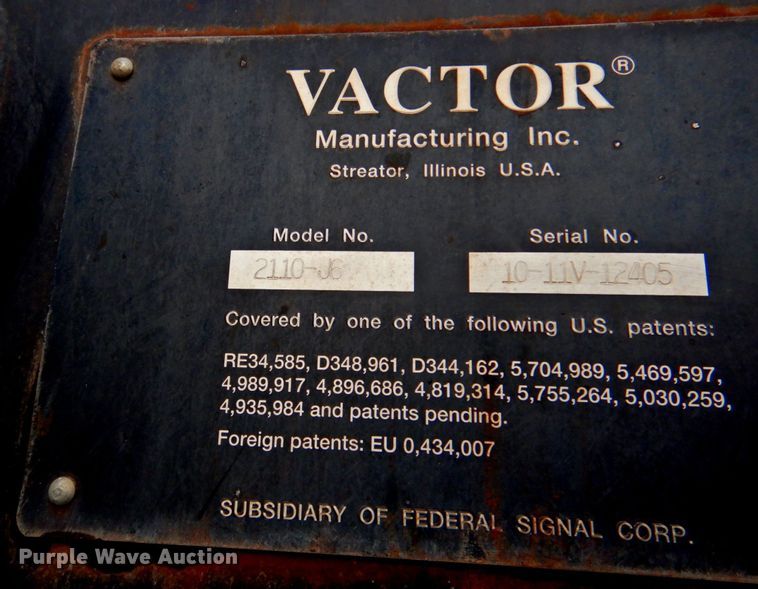 VACTOR®
Manufacturing Inc.
Streator, Illinois U.S.A.
Model No. Serial No.
2110-J6 10-11V-12405
Covered by one of the following U.S. patents:
RE34,585, D348,961, D344,162, 5,704,989, 5,469,597,
4,989,917, 4,896,686, 4,819,314, 5,755,264, 5,030,259,
4,935,984 and patents pending.
Foreign patents: EU 0,434,007
SUBSIDIARY OF FEDERAL SIGNAL CORP.
Purple Wave Auction